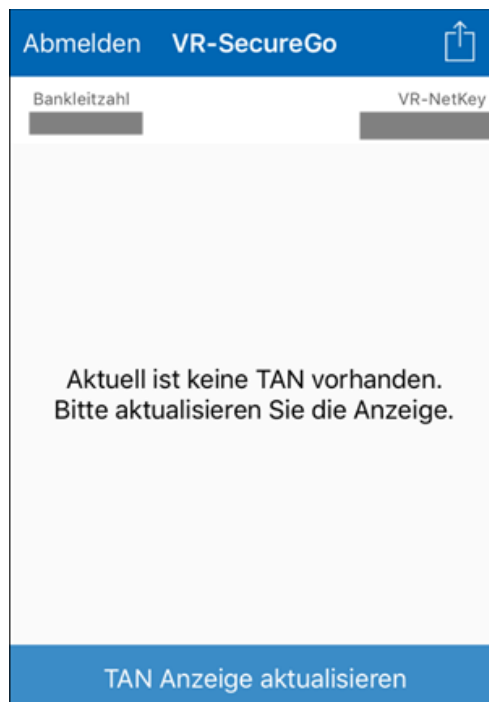 Abmelden VR-SecureGo
Bankleitzahl VR-NetKey
Aktuell ist keine TAN vorhanden.
Bitte aktualisieren Sie die Anzeige.
TAN Anzeige aktualisieren